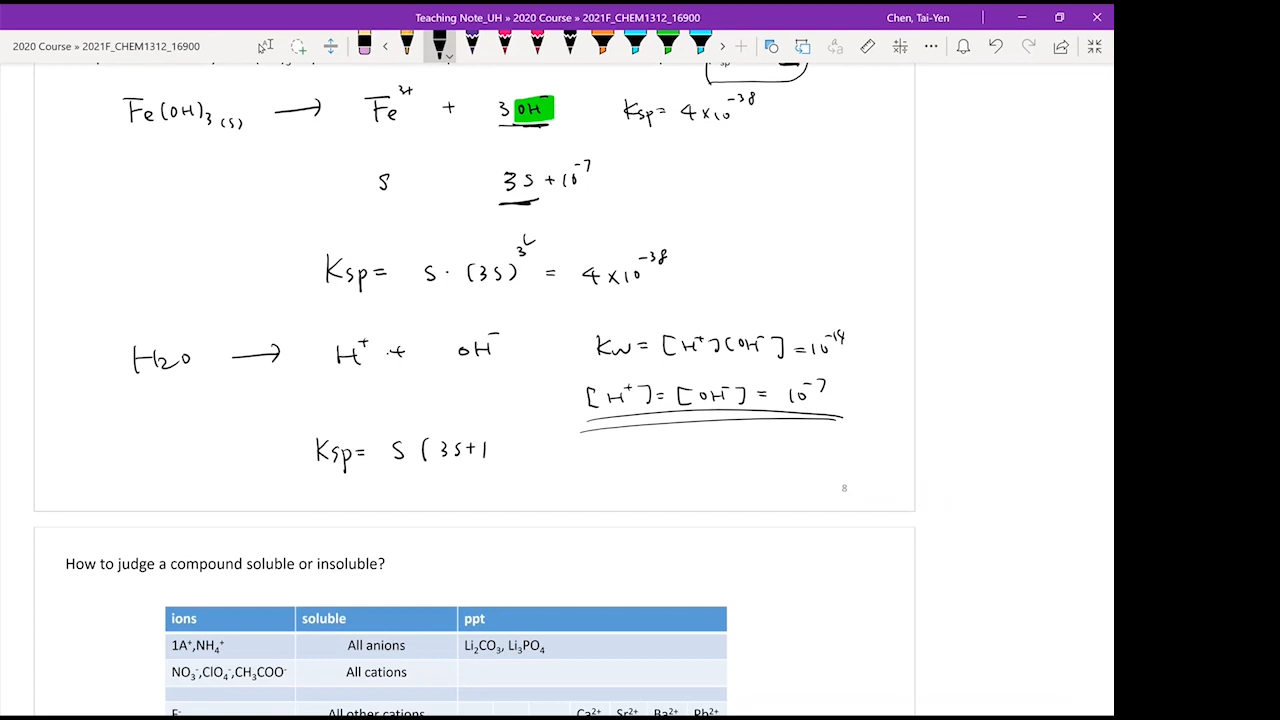 Teaching Note_UH » 2020 Course » 2021F_CHEM1312_16900
Chen, Tai-Yen
2020 Course » 2021F_CHEM1312_16900
sp
Fe(OH)₃ (s) ⟶ Fe³⁺ + 3 OH⁻ Ksp = 4×10⁻³⁸
S 3S + 10⁻⁷
Ksp = S · (3S)³ = 4×10⁻³⁸
H₂O ⟶ H⁺ + OH⁻ Kw = [H⁺][OH⁻] = 10⁻¹⁴
[H⁺] = [OH⁻] = 10⁻⁷
Ksp = S (3S+1
8
How to judge a compound soluble or insoluble?
ions soluble ppt
1A⁺,NH₄⁺ All anions Li₂CO₃, Li₃PO₄
NO₃⁻,ClO₄⁻,CH₃COO⁻ All cations
F⁻ All other cations Ca²⁺ Sr²⁺ Ba²⁺ Pb²⁺